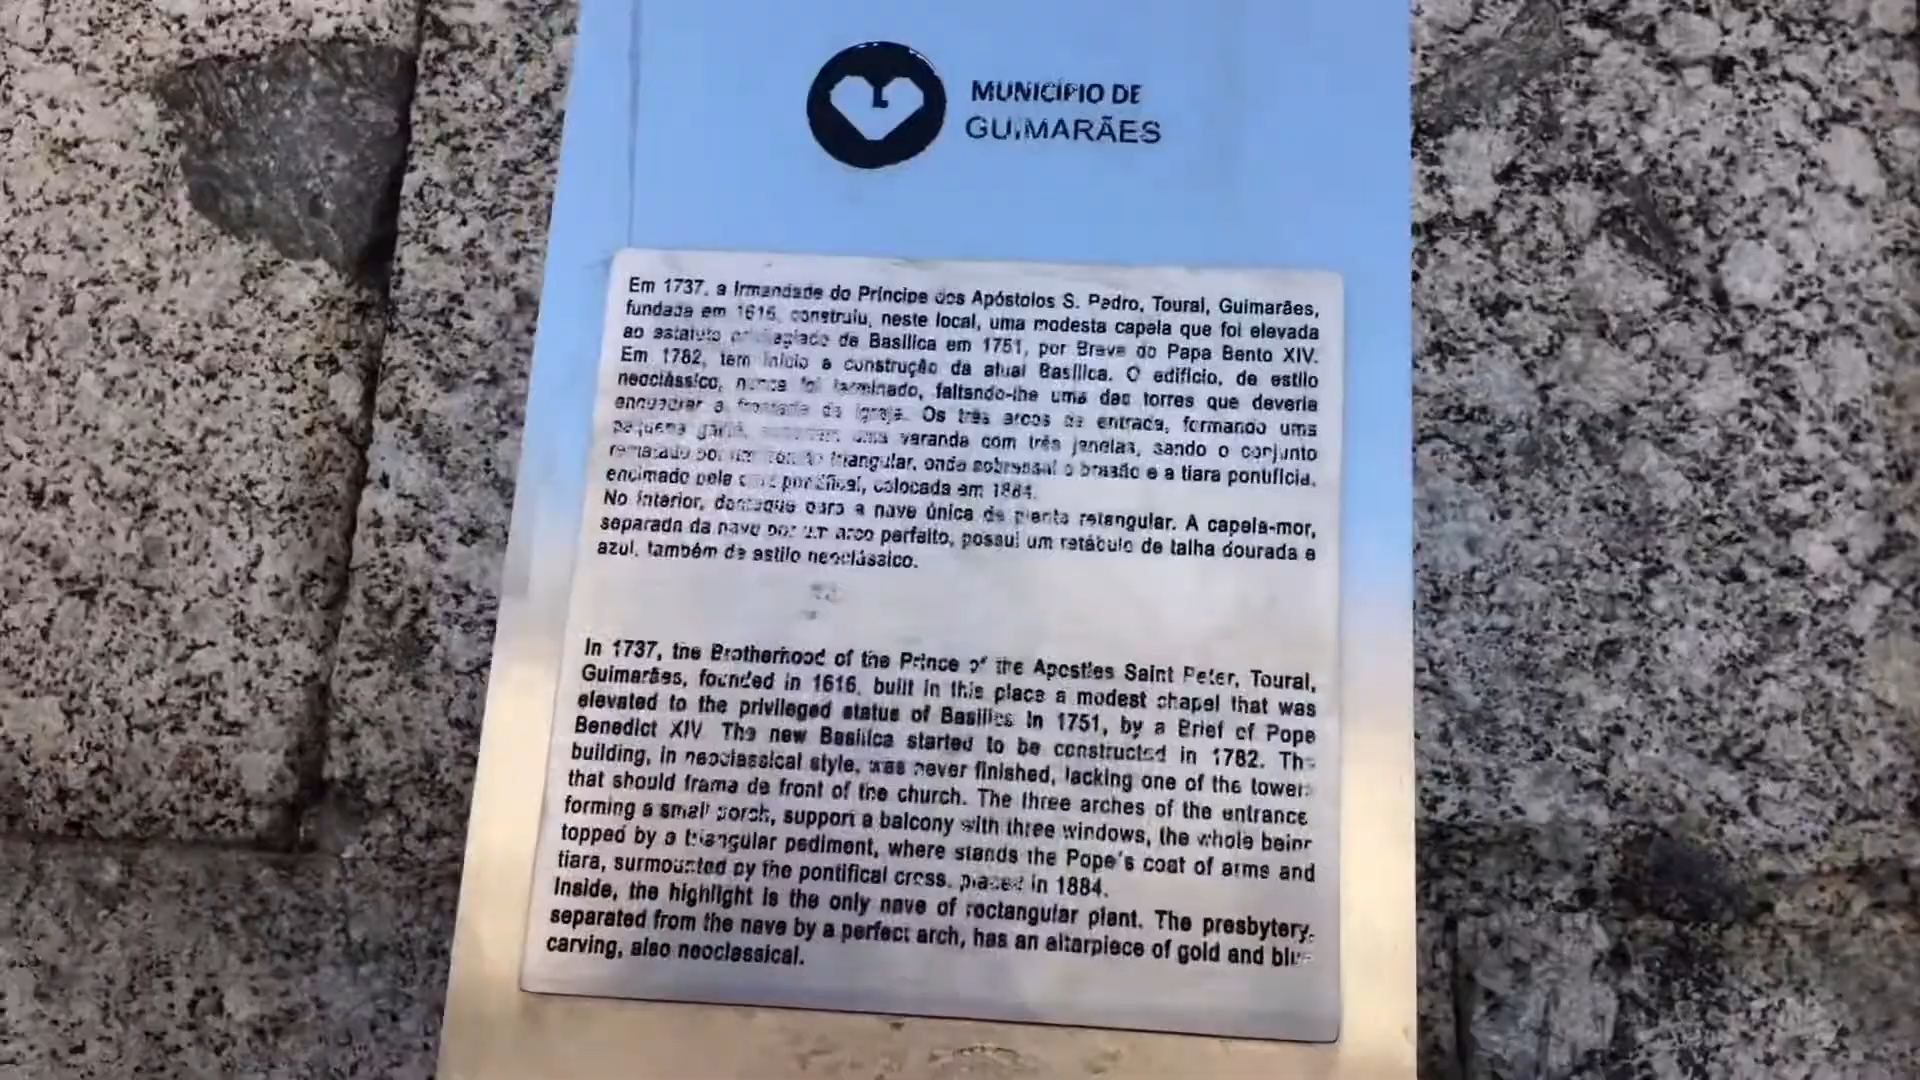 MUNICÍPIO DE
GUIMARÃES
Em 1737, a Irmandade do Príncipe dos Apóstolos S. Pedro, Toural, Guimarães,
fundada em 1616, construiu, neste local, uma modesta capela que foi elevada
ao estatuto privilegiado de Basílica em 1751, por Breve do Papa Bento XIV.
Em 1782, tem início a construção da atual Basílica. O edifício, de estilo
neoclássico, nunca foi terminado, faltando-lhe uma das torres que deveria
enquadrar a frontaria da igreja. Os três arcos de entrada, formando uma
pequena varanda com três janelas, sendo o conjunto
rematado por um triangular, onde sobressai o brasão e a tiara pontifícia,
encimado pela cruz pontifical, colocada em 1884.
No interior, destaque para a nave única de planta retangular. A capela-mor,
separada da nave por um arco perfeito, possui um retábulo de talha dourada e
azul, também de estilo neoclássico.
In 1737, the Brotherhood of the Prince of the Apostles Saint Peter, Toural,
Guimarães, founded in 1616, built in this place a modest chapel that was
elevated to the privileged status of Basilica in 1751, by a Brief of Pope
Benedict XIV. The new Basilica started to be constructed in 1782. The
building, in neoclassical style, was never finished, lacking one of the towers
that should frame de front of the church. The three arches of the entrance
forming a small porch, support a balcony with three windows, the whole being
topped by a triangular pediment, where stands the Pope's coat of arms and
tiara, surmounted by the pontifical cross, placed in 1884.
Inside, the highlight is the only nave of rectangular plant. The presbytery,
separated from the nave by a perfect arch, has an altarpiece of gold and blue
carving, also neoclassical.